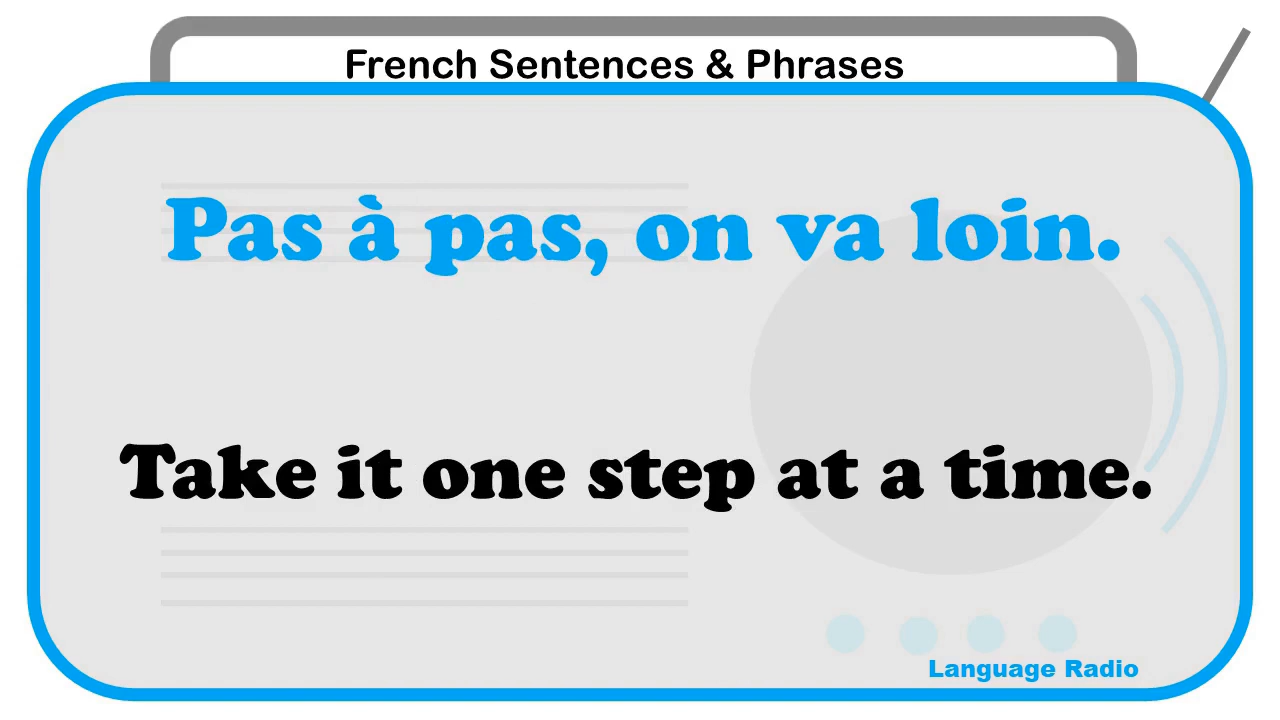 French Sentences & Phrases
Pas à pas, on va loin.
Take it one step at a time.
Language Radio